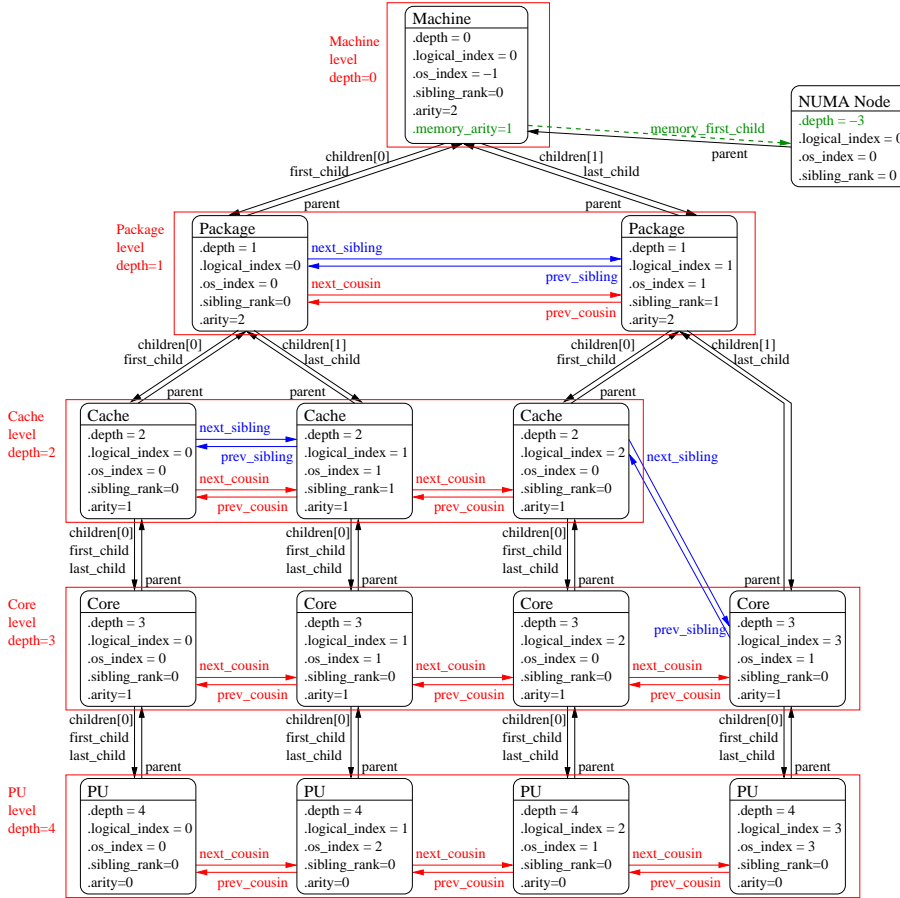 Machine
level
depth=0
Machine
.depth = 0
.logical_index = 0
.os_index = −1
.sibling_rank=0
.arity=2
.memory_arity=1
NUMA Node
.depth = −3
.logical_index = 0
.os_index = 0
.sibling_rank = 0
memory_first_child
parent
children[0]
first_child
parent
children[1]
last_child
parent
Package
level
depth=1
Package
.depth = 1
.logical_index =0
.os_index = 0
.sibling_rank=0
.arity=2
next_sibling
prev_sibling
next_cousin
prev_cousin
Package
.depth = 1
.logical_index = 1
.os_index = 1
.sibling_rank=1
.arity=2
children[0]
first_child
parent
children[1]
last_child
parent
children[0]
first_child
parent
children[1]
last_child
Cache
level
depth=2
Cache
.depth = 2
.logical_index = 0
.os_index = 0
.sibling_rank=0
.arity=1
next_sibling
prev_sibling
next_cousin
prev_cousin
Cache
.depth = 2
.logical_index = 1
.os_index = 1
.sibling_rank=1
.arity=1
next_cousin
prev_cousin
Cache
.depth = 2
.logical_index = 2
.os_index = 0
.sibling_rank=0
.arity=1
next_sibling
prev_sibling
children[0]
first_child
last_child
parent
children[0]
first_child
last_child
parent
children[0]
first_child
last_child
parent
parent
Core
level
depth=3
Core
.depth = 3
.logical_index = 0
.os_index = 0
.sibling_rank=0
.arity=1
next_cousin
prev_cousin
Core
.depth = 3
.logical_index = 1
.os_index = 1
.sibling_rank=0
.arity=1
next_cousin
prev_cousin
Core
.depth = 3
.logical_index = 2
.os_index = 0
.sibling_rank=0
.arity=1
next_cousin
prev_cousin
Core
.depth = 3
.logical_index = 3
.os_index = 1
.sibling_rank=0
.arity=1
children[0]
first_child
last_child
parent
children[0]
first_child
last_child
parent
children[0]
first_child
last_child
parent
children[0]
first_child
last_child
parent
PU
level
depth=4
PU
.depth = 4
.logical_index = 0
.os_index = 0
.sibling_rank=0
.arity=0
next_cousin
prev_cousin
PU
.depth = 4
.logical_index = 1
.os_index = 2
.sibling_rank=0
.arity=0
next_cousin
prev_cousin
PU
.depth = 4
.logical_index = 2
.os_index = 1
.sibling_rank=0
.arity=0
next_cousin
prev_cousin
PU
.depth = 4
.logical_index = 3
.os_index = 3
.sibling_rank=0
.arity=0